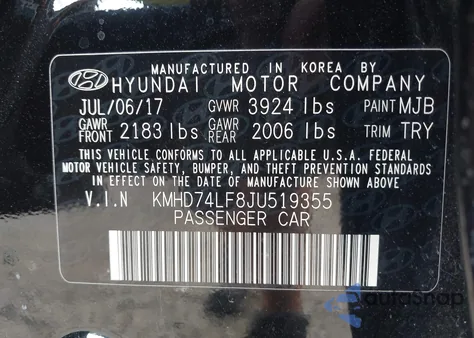 MANUFACTURED IN KOREA BY
HYUNDAI MOTOR COMPANY
JUL/06/17 GVWR 3924 lbs PAINT MJB
GAWR FRONT 2183 lbs GAWR REAR 2006 lbs TRIM TRY
THIS VEHICLE CONFORMS TO ALL APPLICABLE U.S.A. FEDERAL
MOTOR VEHICLE SAFETY, BUMPER, AND THEFT PREVENTION STANDARDS
IN EFFECT ON THE DATE OF MANUFACTURE SHOWN ABOVE.
V.I.N KMHD74LF8JU519355
PASSENGER CAR
AutoSnap